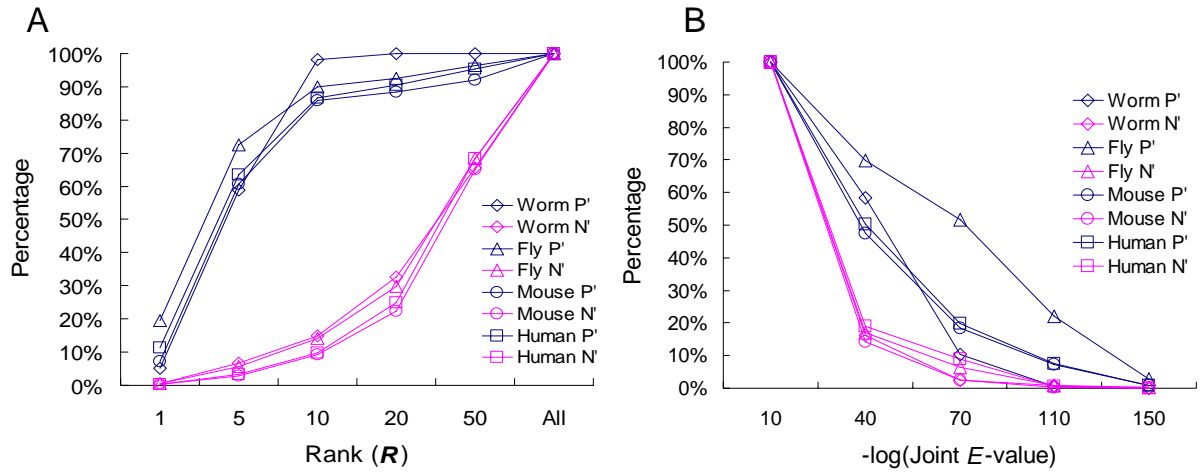 A
Percentage
100%
90%
80%
70%
60%
50%
40%
30%
20%
10%
0%
1 5 10 20 50 All
Rank (R)
Worm P'
Worm N'
Fly P'
Fly N'
Mouse P'
Mouse N'
Human P'
Human N'
B
Percentage
100%
90%
80%
70%
60%
50%
40%
30%
20%
10%
0%
10 40 70 110 150
-log(Joint E-value)
Worm P'
Worm N'
Fly P'
Fly N'
Mouse P'
Mouse N'
Human P'
Human N'